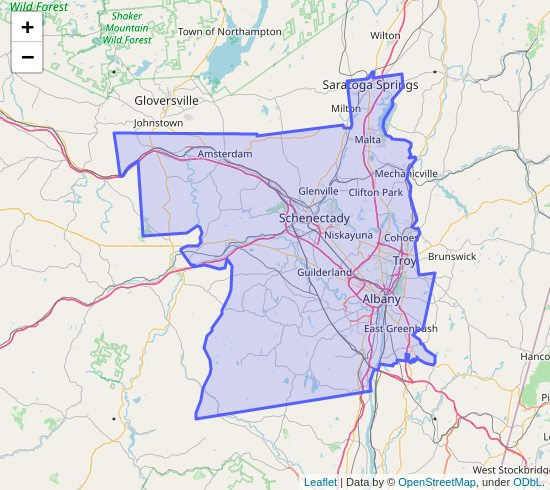 Wild Forest
+
−
Shaker
Mountain
Wild Forest
Town of Northampton
Wilton
Saratoga Springs
Gloversville
Milton
Johnstown
Malta
Amsterdam
Mechanicville
Glenville
Clifton Park
Schenectady
Niskayuna
Cohoes
Troy
Brunswick
Guilderland
Albany
East Greenbush
Hanco
Pi
West Stockbridge
Leaflet | Data by © OpenStreetMap, under ODbL.